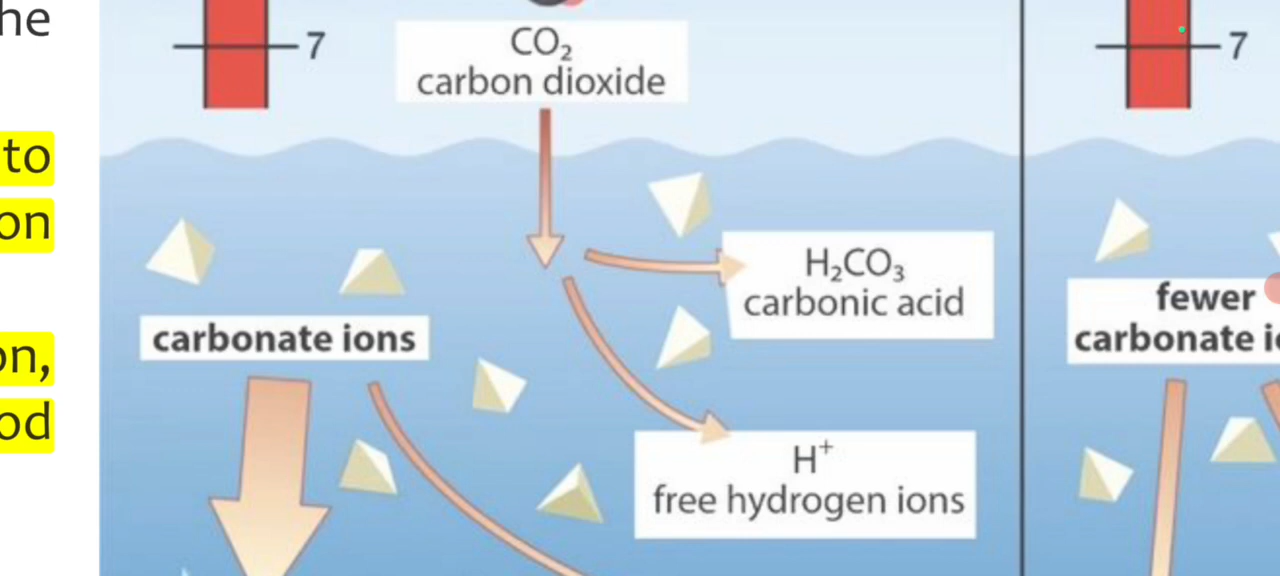 he
to
on
on,
od
7
CO₂
carbon dioxide
H₂CO₃
carbonic acid
carbonate ions
H⁺
free hydrogen ions
7
fewer
carbonate i